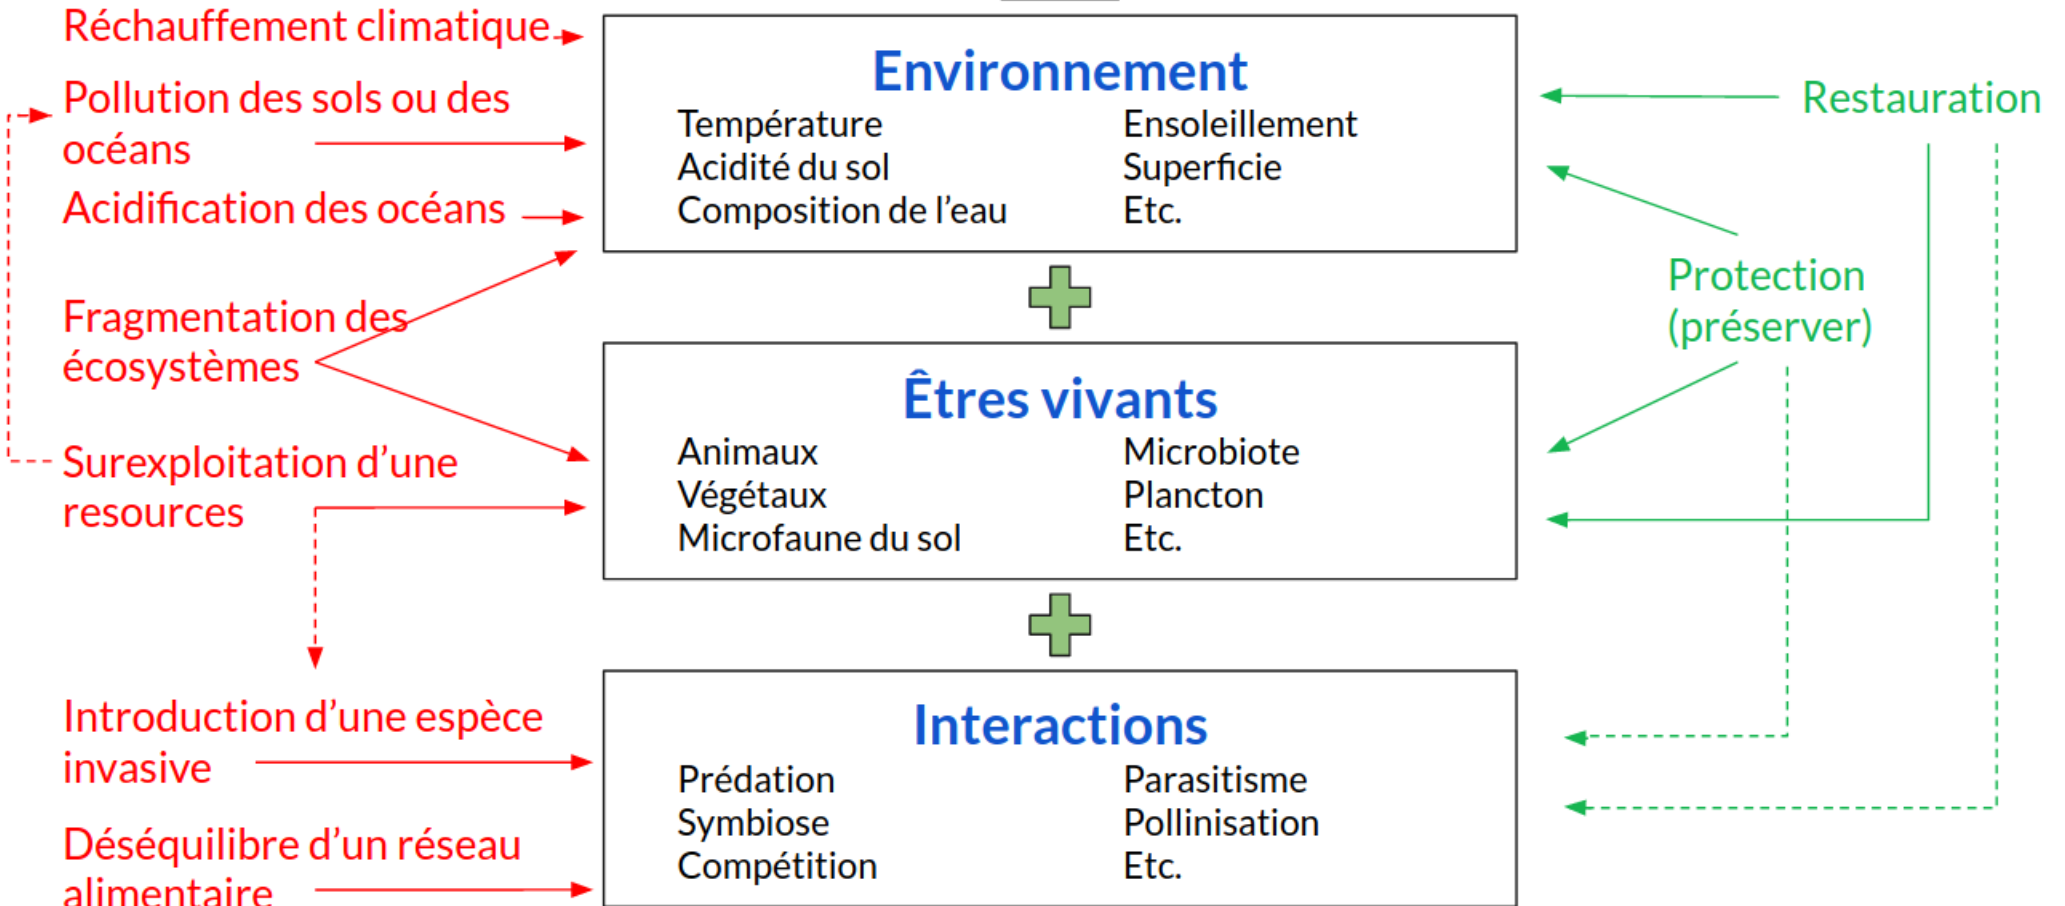 Réchauffement climatique
Pollution des sols ou des
océans
Acidification des océans
Fragmentation des
écosystèmes
Surexploitation d'une
resources
Introduction d'une espèce
invasive
Déséquilibre d'un réseau
alimentaire
Environnement
Température
Acidité du sol
Composition de l'eau
Ensoleillement
Superficie
Etc.
Êtres vivants
Animaux
Végétaux
Microfaune du sol
Microbiote
Plancton
Etc.
Interactions
Prédation
Symbiose
Compétition
Parasitisme
Pollinisation
Etc.
Restauration
Protection
(préserver)